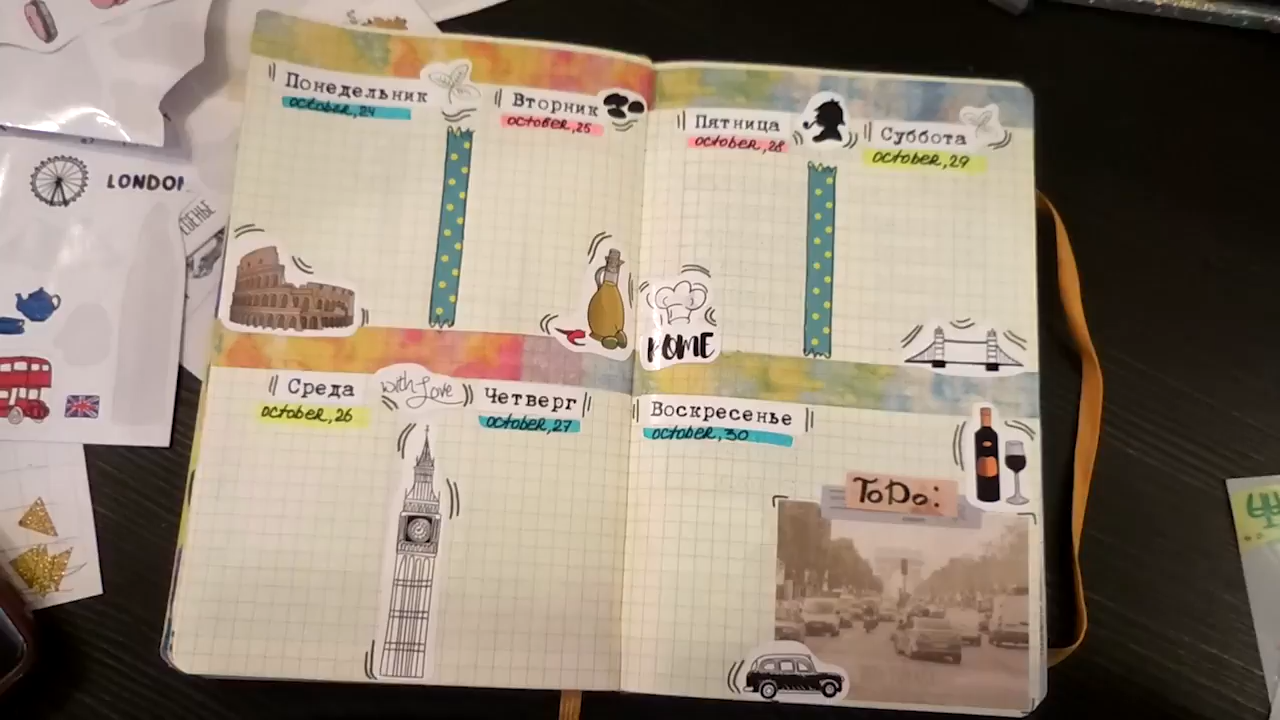 LONDON
Понедельник
october, 24
Вторник
october, 25
Пятница
october, 28
Суббота
october, 29
HOME
Среда
october, 26
with Love
Четверг
october, 27
Воскресенье
october, 30
ToDo: